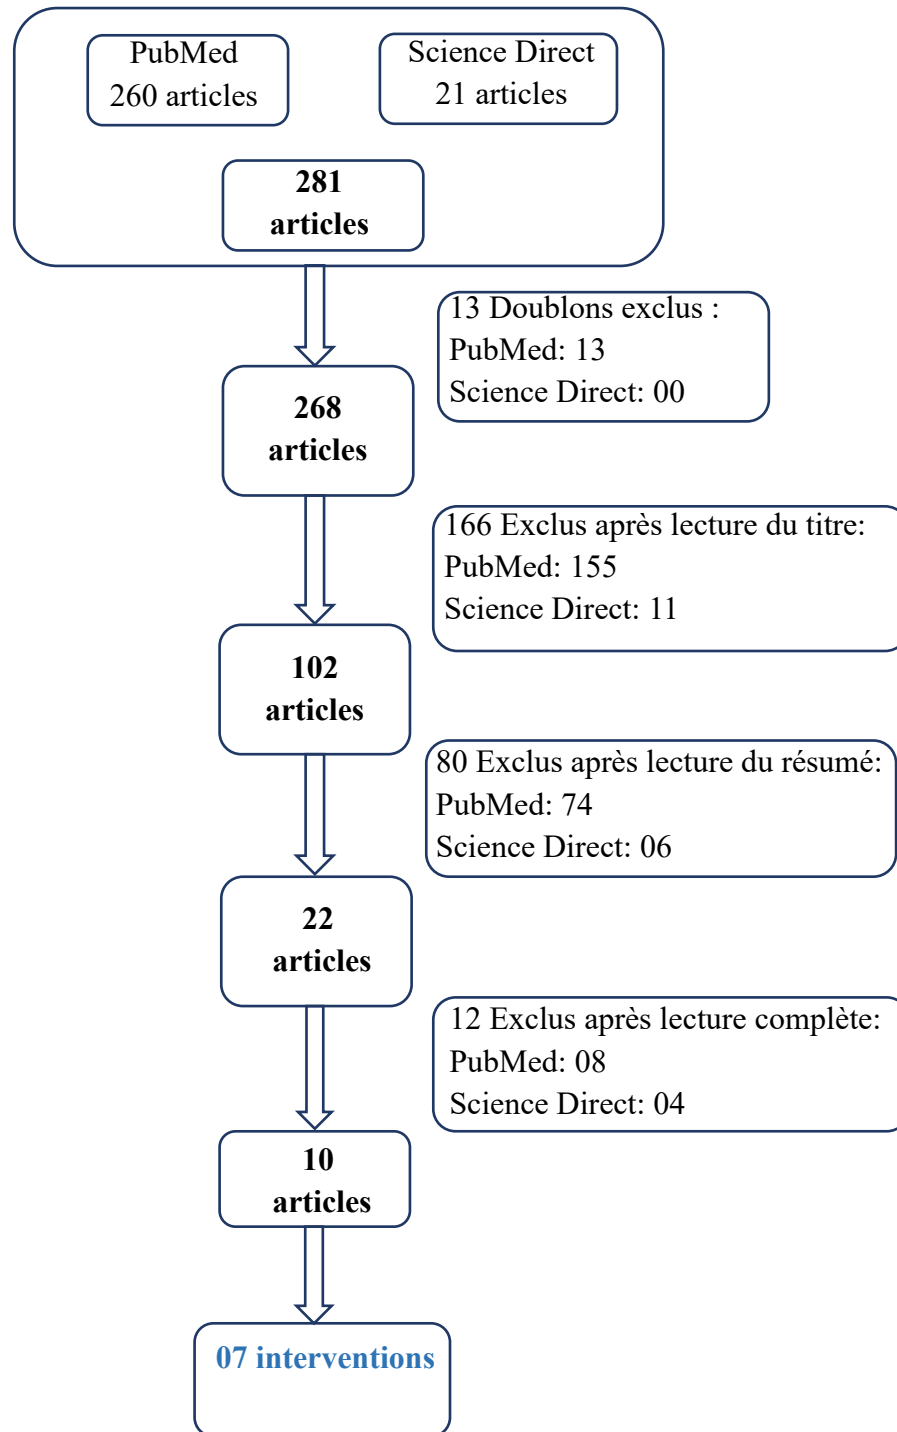 PubMed
260 articles
Science Direct
21 articles
281
articles
13 Doublons exclus :
PubMed: 13
Science Direct: 00
268
articles
166 Exclus après lecture du titre:
PubMed: 155
Science Direct: 11
102
articles
80 Exclus après lecture du résumé:
PubMed: 74
Science Direct: 06
22
articles
12 Exclus après lecture complète:
PubMed: 08
Science Direct: 04
10
articles
07 interventions